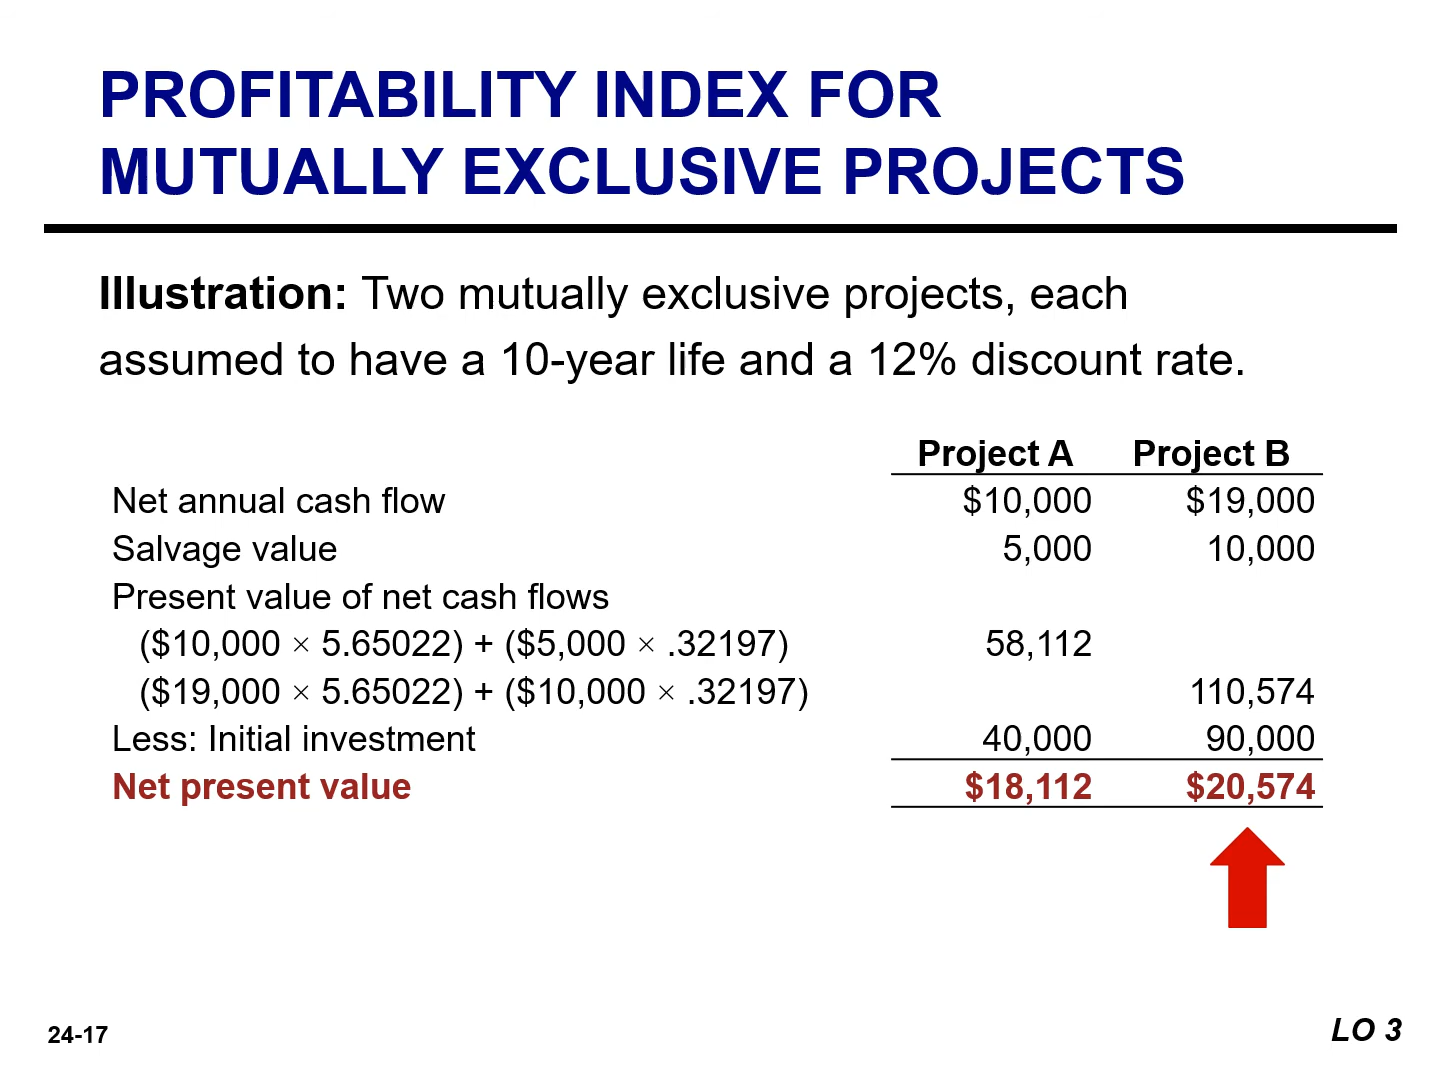 PROFITABILITY INDEX FOR
MUTUALLY EXCLUSIVE PROJECTS
Illustration: Two mutually exclusive projects, each
assumed to have a 10-year life and a 12% discount rate.
Project A Project B
Net annual cash flow $10,000 $19,000
Salvage value 5,000 10,000
Present value of net cash flows
($10,000 × 5.65022) + ($5,000 × .32197) 58,112
($19,000 × 5.65022) + ($10,000 × .32197) 110,574
Less: Initial investment 40,000 90,000
Net present value $18,112 $20,574
24-17 LO 3